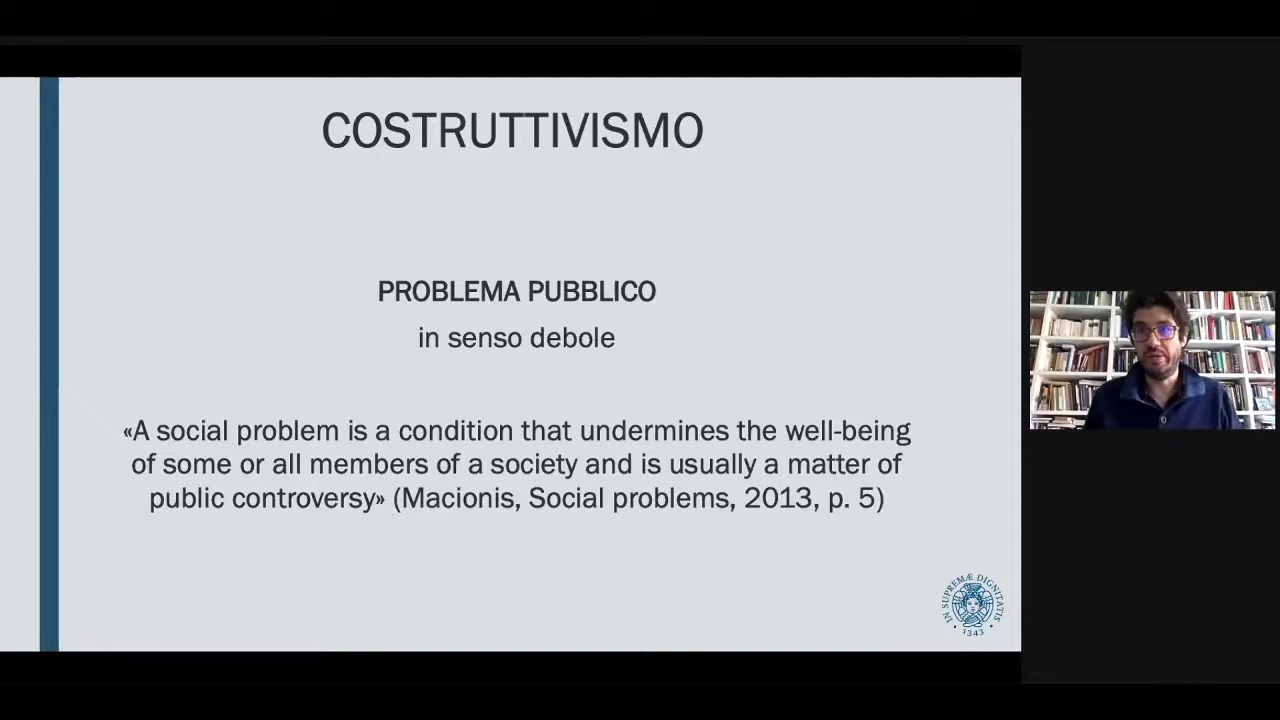 COSTRUTTIVISMO
PROBLEMA PUBBLICO
in senso debole
«A social problem is a condition that undermines the well-being
of some or all members of a society and is usually a matter of
public controversy» (Macionis, Social problems, 2013, p. 5)
IN SUPREMÆ DIGNITATIS
• 1343 •